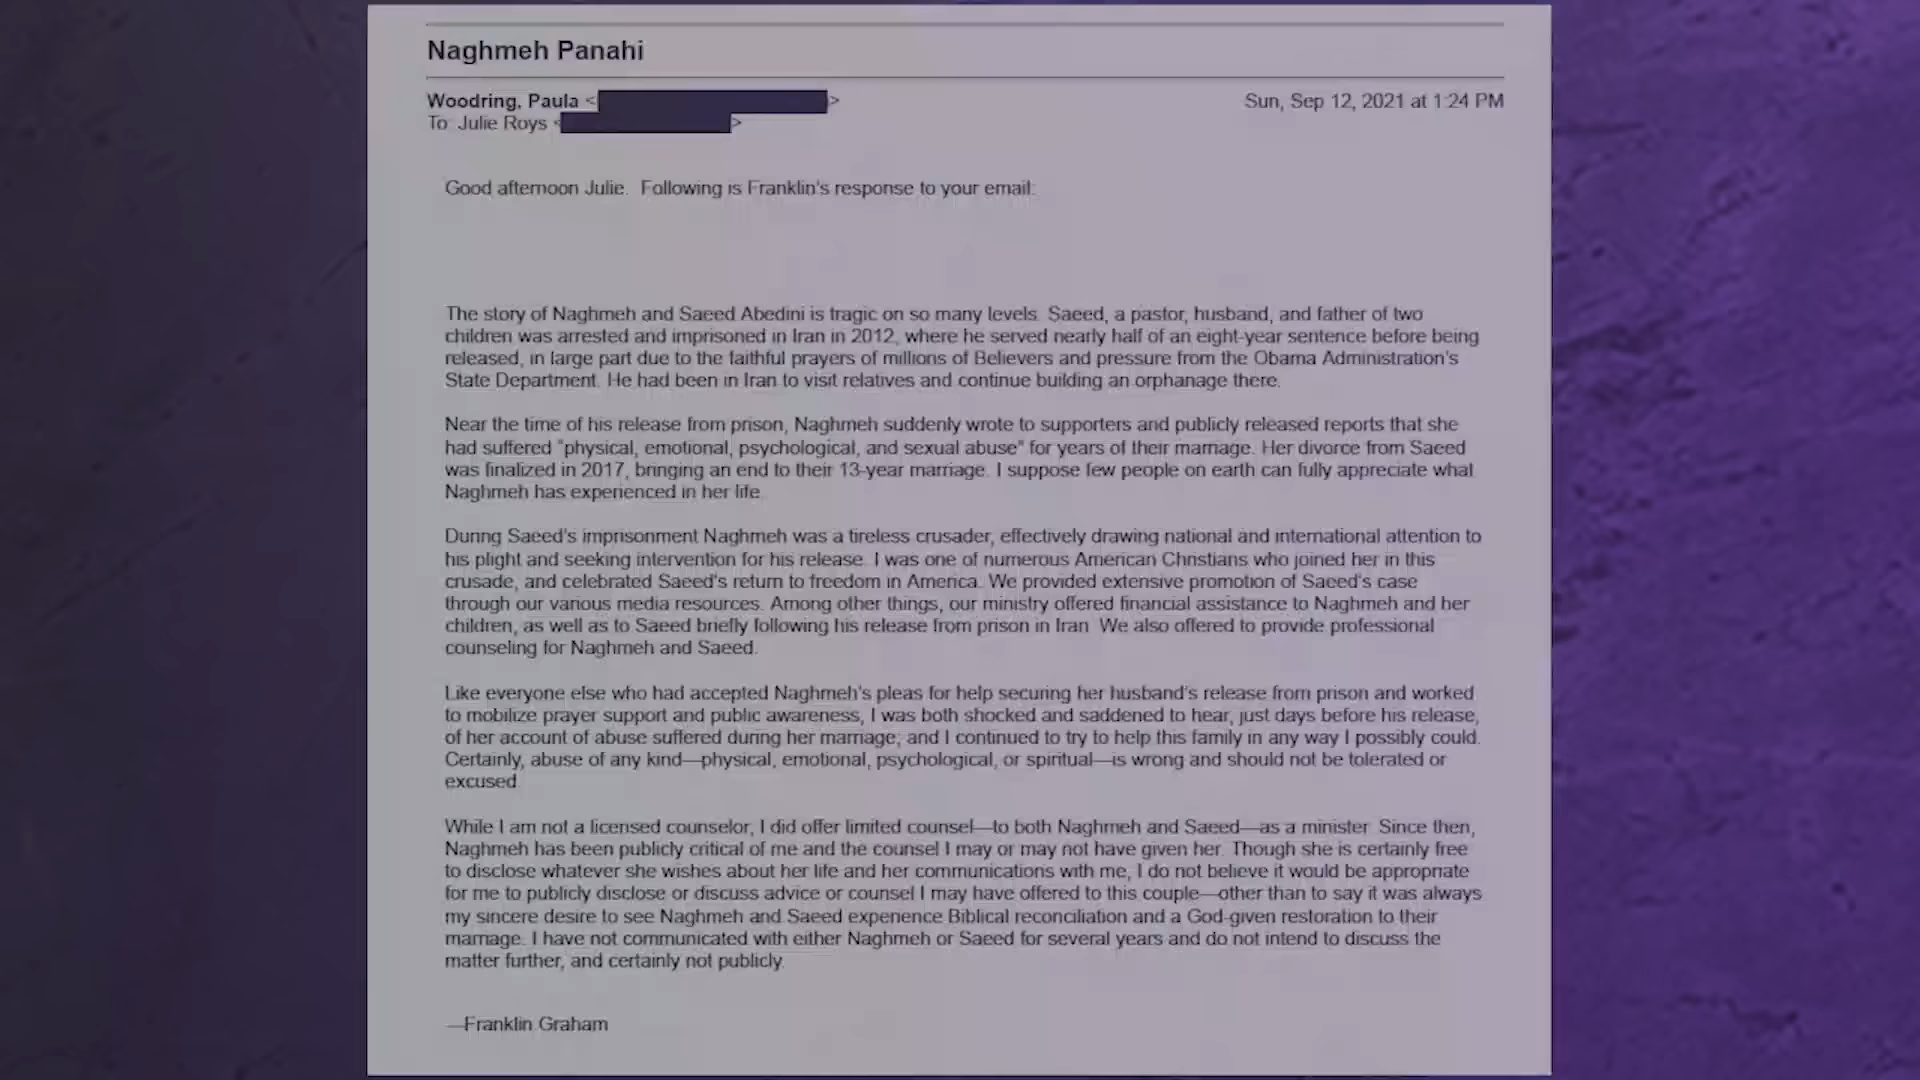 Naghmeh Panahi
Woodring, Paula < >
Sun, Sep 12, 2021 at 1:24 PM
To: Julie Roys < >
Good afternoon Julie. Following is Franklin's response to your email:
The story of Naghmeh and Saeed Abedini is tragic on so many levels. Saeed, a pastor, husband, and father of two
children was arrested and imprisoned in Iran in 2012, where he served nearly half of an eight-year sentence before being
released, in large part due to the faithful prayers of millions of Believers and pressure from the Obama Administration's
State Department. He had been in Iran to visit relatives and continue building an orphanage there.
Near the time of his release from prison, Naghmeh suddenly wrote to supporters and publicly released reports that she
had suffered "physical, emotional, psychological, and sexual abuse" for years of their marriage. Her divorce from Saeed
was finalized in 2017, bringing an end to their 13-year marriage. I suppose few people on earth can fully appreciate what
Naghmeh has experienced in her life.
During Saeed's imprisonment Naghmeh was a tireless crusader, effectively drawing national and international attention to
his plight and seeking intervention for his release. I was one of numerous American Christians who joined her in this
crusade, and celebrated Saeed's return to freedom in America. We provided extensive promotion of Saeed's case
through our various media resources. Among other things, our ministry offered financial assistance to Naghmeh and her
children, as well as to Saeed briefly following his release from prison in Iran. We also offered to provide professional
counseling for Naghmeh and Saeed.
Like everyone else who had accepted Naghmeh's pleas for help securing her husband's release from prison and worked
to mobilize prayer support and public awareness, I was both shocked and saddened to hear, just days before his release,
of her account of abuse suffered during her marriage; and I continued to try to help this family in any way I possibly could.
Certainly, abuse of any kind—physical, emotional, psychological, or spiritual—is wrong and should not be tolerated or
excused.
While I am not a licensed counselor, I did offer limited counsel—to both Naghmeh and Saeed—as a minister. Since then,
Naghmeh has been publicly critical of me and the counsel I may or may not have given her. Though she is certainly free
to disclose whatever she wishes about her life and her communications with me, I do not believe it would be appropriate
for me to publicly disclose or discuss advice or counsel I may have offered to this couple—other than to say it was always
my sincere desire to see Naghmeh and Saeed experience Biblical reconciliation and a God-given restoration to their
marriage. I have not communicated with either Naghmeh or Saeed for several years and do not intend to discuss the
matter further, and certainly not publicly.
—Franklin Graham